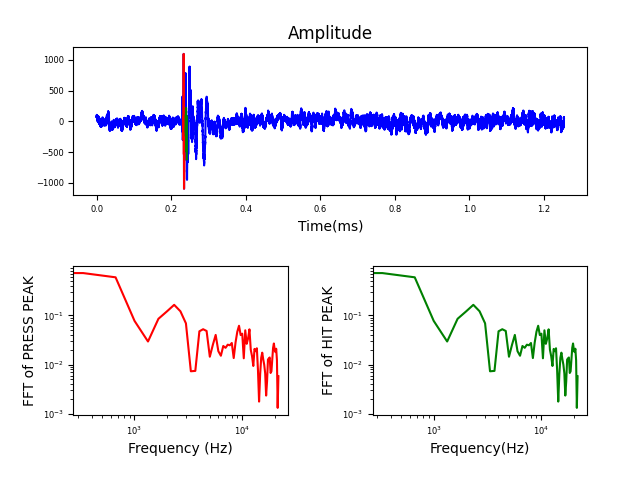 Amplitude
1000
500
0
−500
−1000
0.0 0.2 0.4 0.6 0.8 1.0 1.2
Time(ms)
FFT of PRESS PEAK
10⁻¹
10⁻²
10⁻³
10³ 10⁴
Frequency (Hz)
FFT of HIT PEAK
10⁻¹
10⁻²
10⁻³
10³ 10⁴
Frequency(Hz)